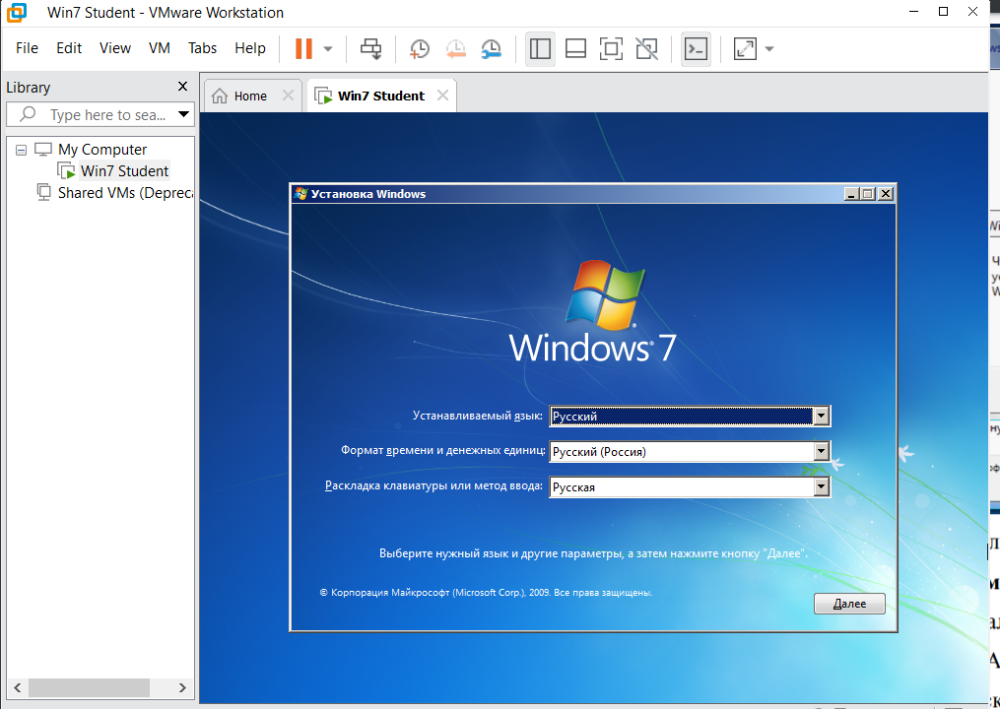 Win7 Student - VMware Workstation
File Edit View VM Tabs Help
Library
Home
Win7 Student
Type here to sea...
My Computer
Win7 Student
Shared VMs (Depreca
Установка Windows
Windows 7
Устанавливаемый язык: Русский
Формат времени и денежных единиц: Русский (Россия)
Раскладка клавиатуры или метод ввода: Русская
Выберите нужный язык и другие параметры, а затем нажмите кнопку "Далее".
© Корпорация Майкрософт (Microsoft Corp.), 2009. Все права защищены.
Далее